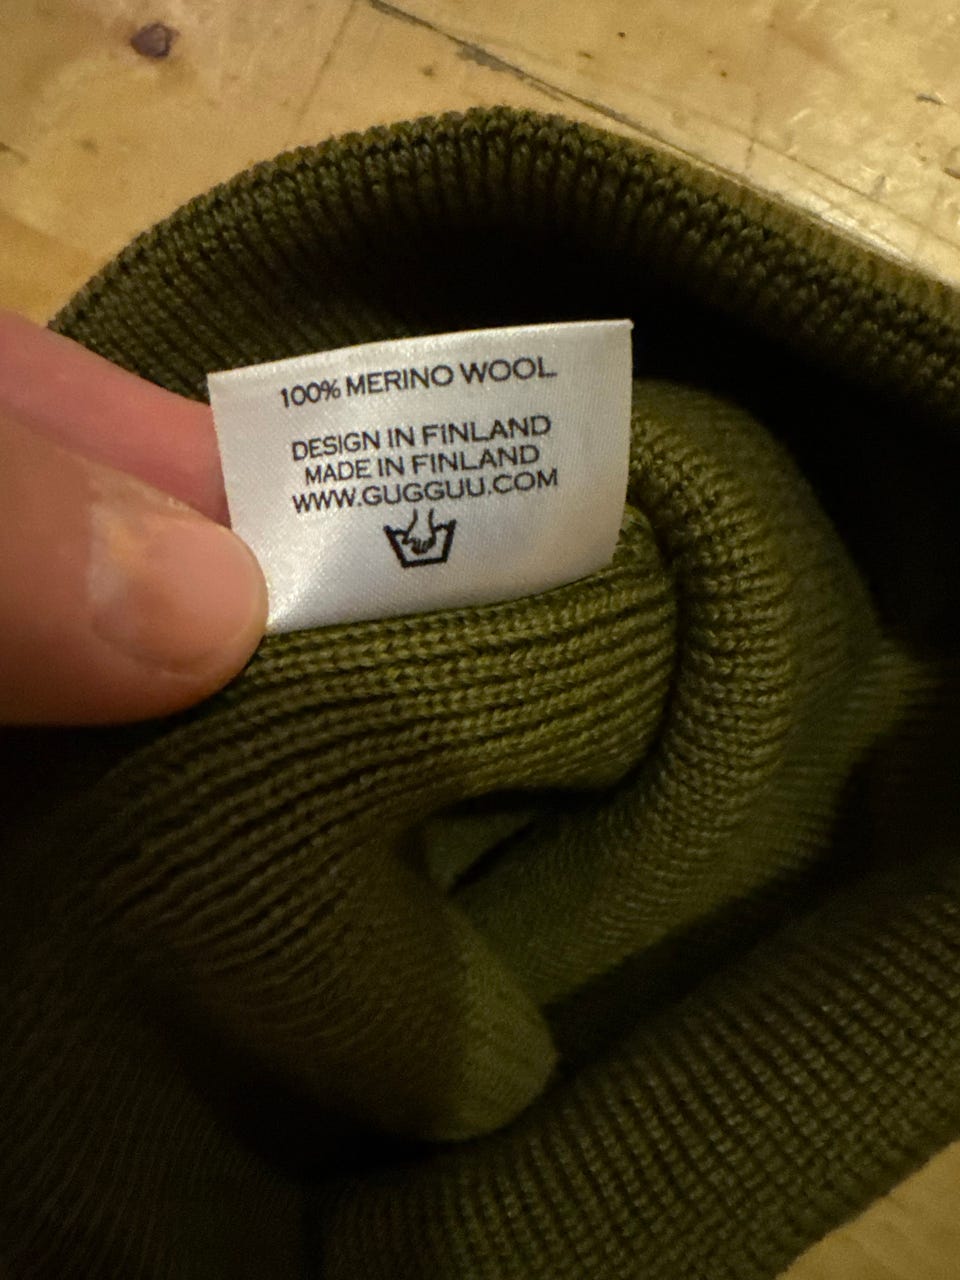 100% MERINO WOOL
DESIGN IN FINLAND
MADE IN FINLAND
WWW.GUGGUU.COM